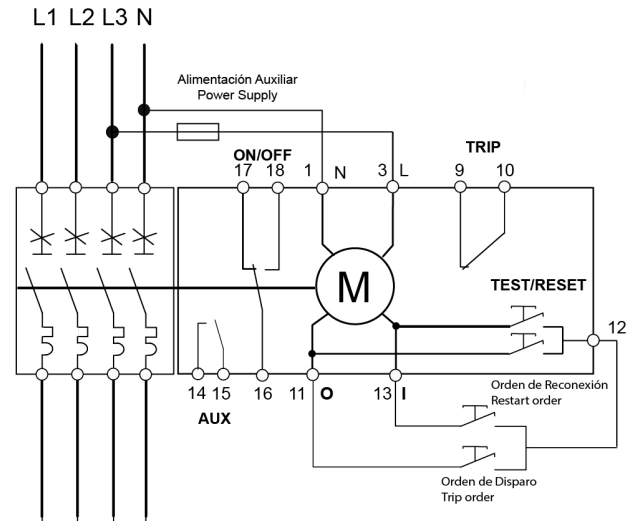 L1 L2 L3 N
Alimentación Auxiliar
Power Supply
ON/OFF
TRIP
17 18 1 N 3 L 9 10
M
TEST/RESET
12
14 15 16 11 O 13 I
AUX
Orden de Reconexión
Restart order
Orden de Disparo
Trip order